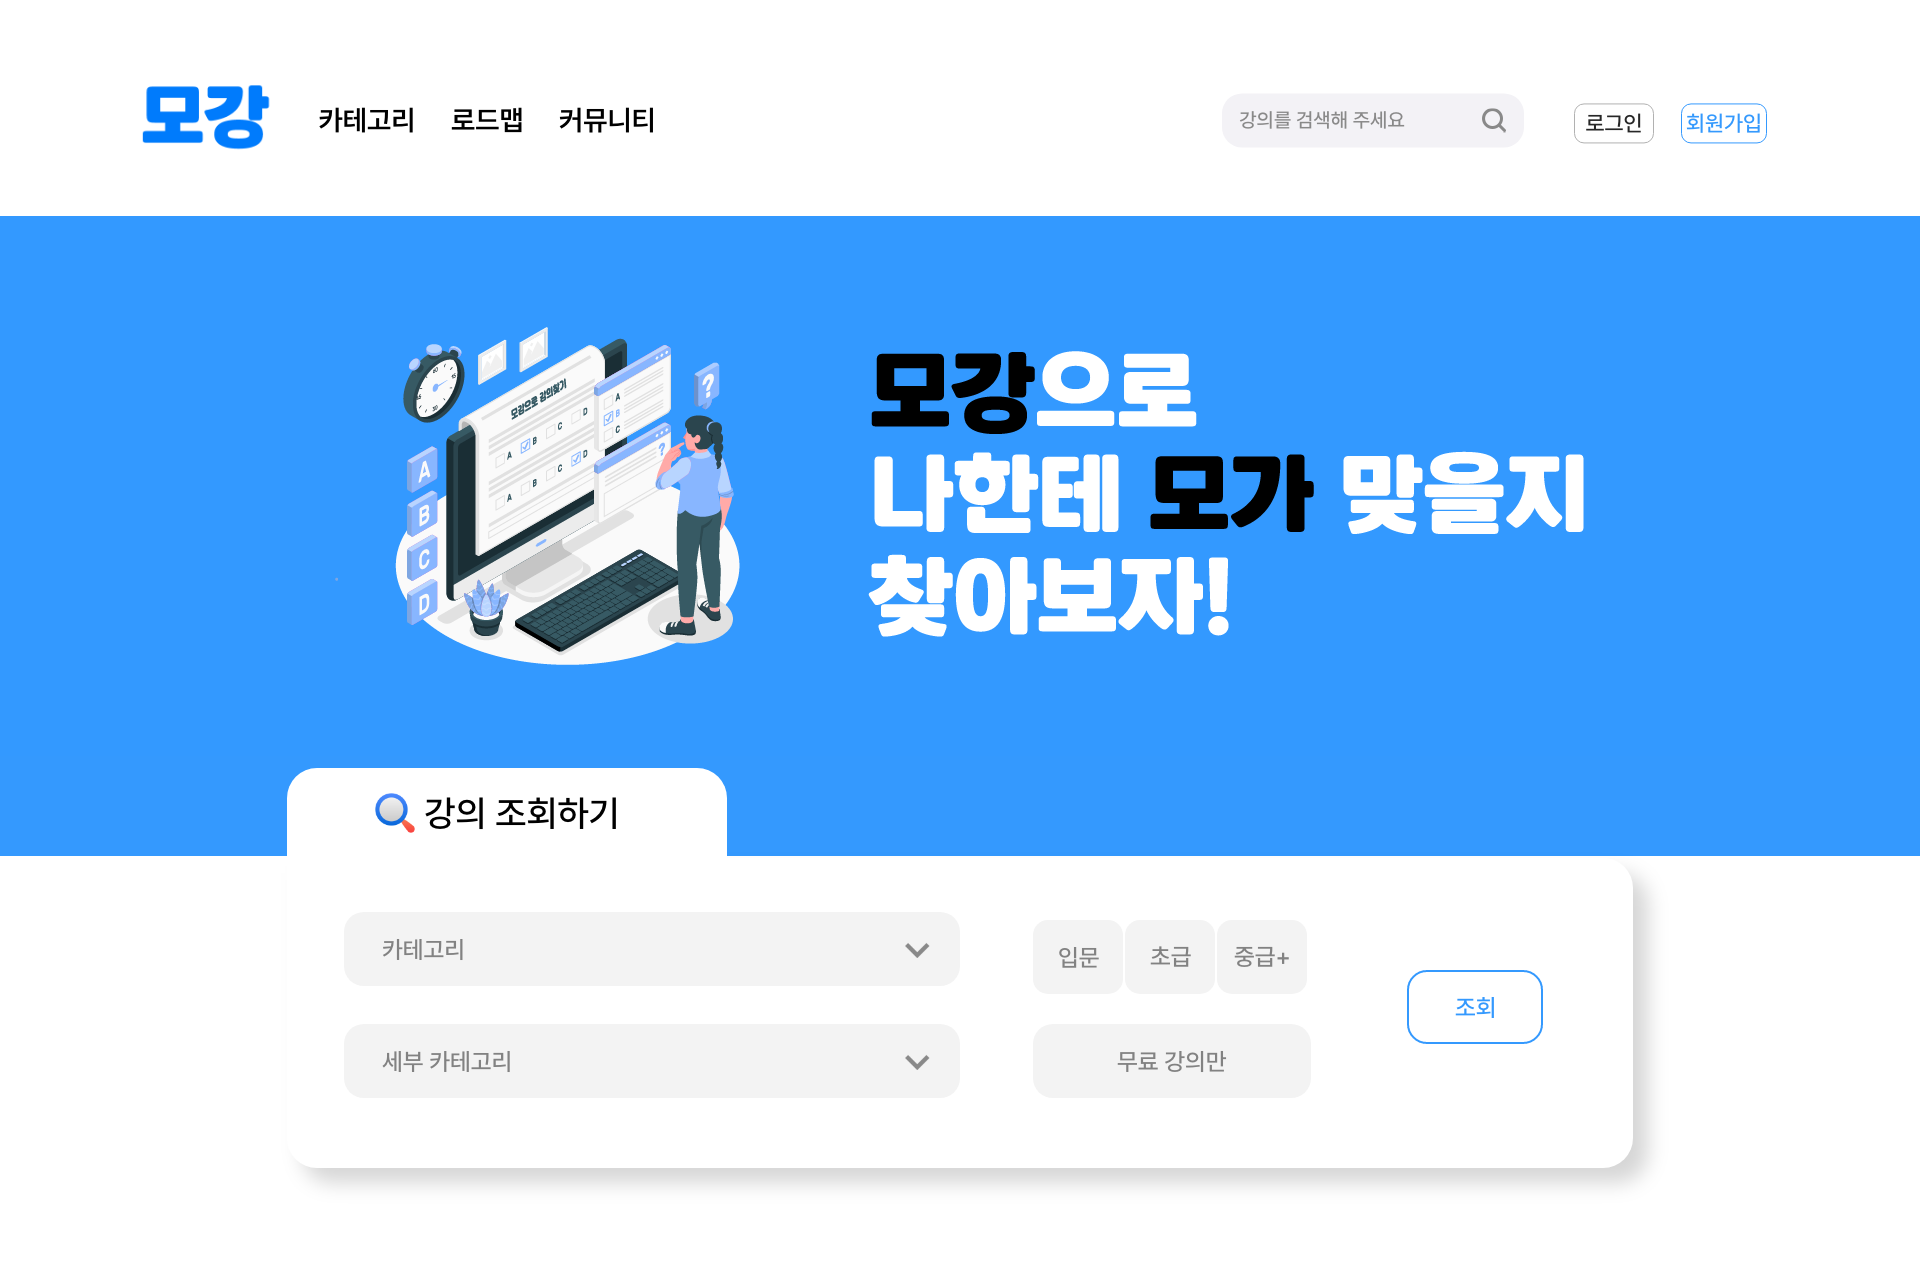 모강
카테고리 로드맵 커뮤니티
강의를 검색해 주세요
로그인
회원가입
모강으로
나한테 모가 맞을지
찾아보자!
모강으로 강의찾기
A B C D
A B C D
A
B
C
?
?
A
B
C
D
강의 조회하기
카테고리
입문 초급 중급+
조회
세부 카테고리
무료 강의만